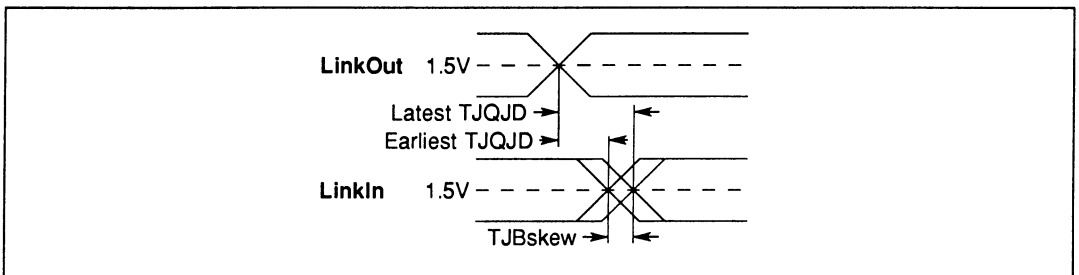 LinkOut 1.5V
Latest TJQJD
Earliest TJQJD
LinkIn 1.5V
TJBskew